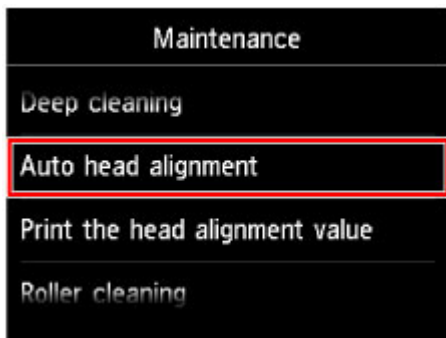 Maintenance
Deep cleaning
Auto head alignment
Print the head alignment value
Roller cleaning